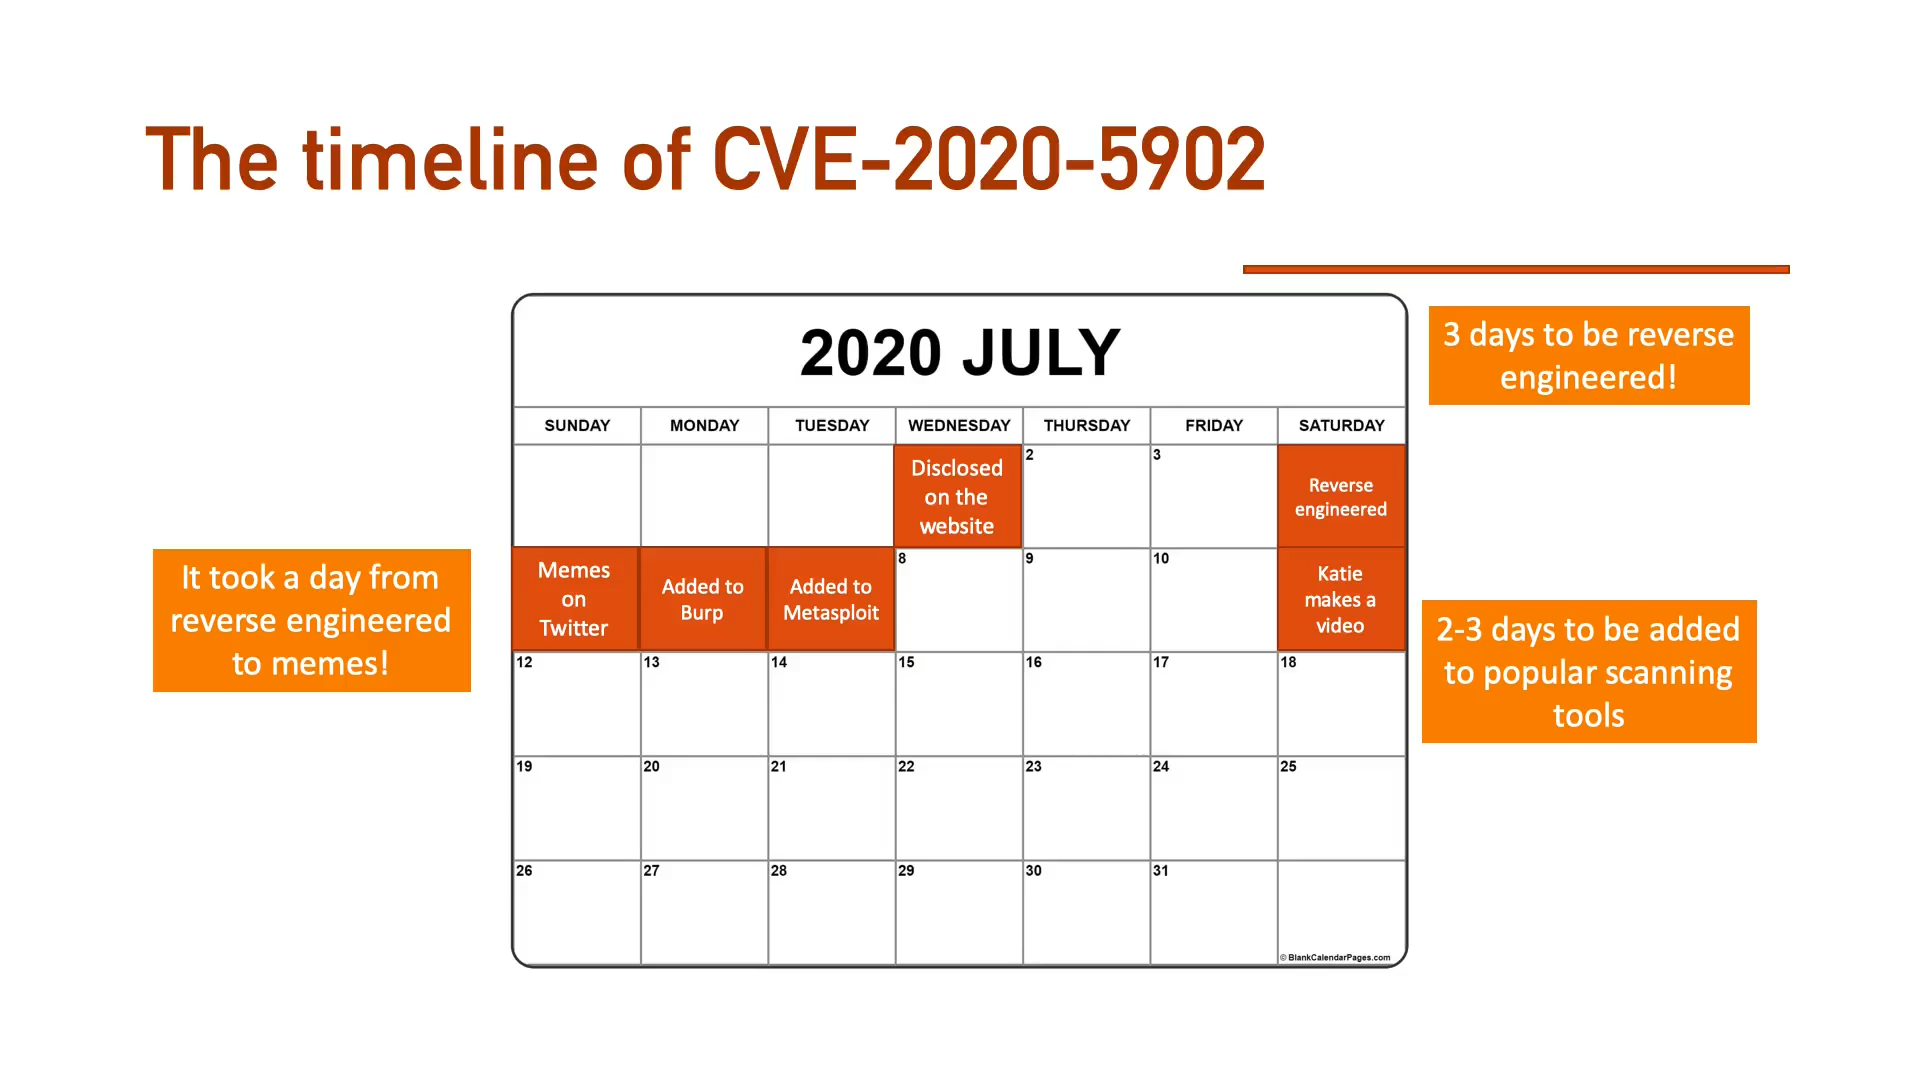 The timeline of CVE-2020-5902
3 days to be reverse
engineered!
2020 JULY
SUNDAY MONDAY TUESDAY WEDNESDAY THURSDAY FRIDAY SATURDAY
Disclosed
on the
website
2
3
Reverse
engineered
It took a day from
reverse engineered
to memes!
Memes
on
Twitter
Added to
Burp
Added to
Metasploit
8
9
10
Katie
makes a
video
2-3 days to be added
to popular scanning
tools
12 13 14 15 16 17 18
19 20 21 22 23 24 25
26 27 28 29 30 31
© BlankCalendarPages.com